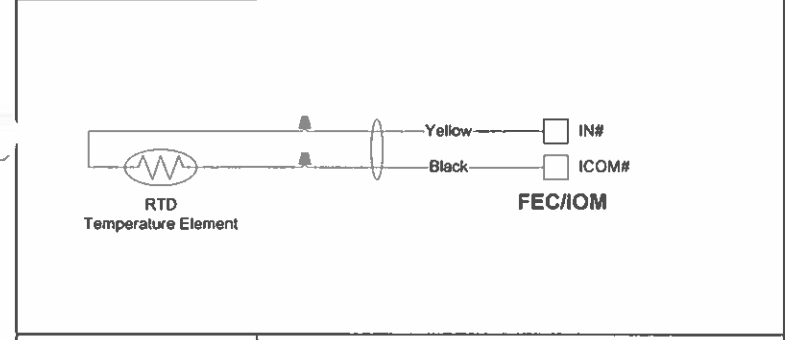 Yellow
IN#
Black
ICOM#
RTD
Temperature Element
FEC/IOM